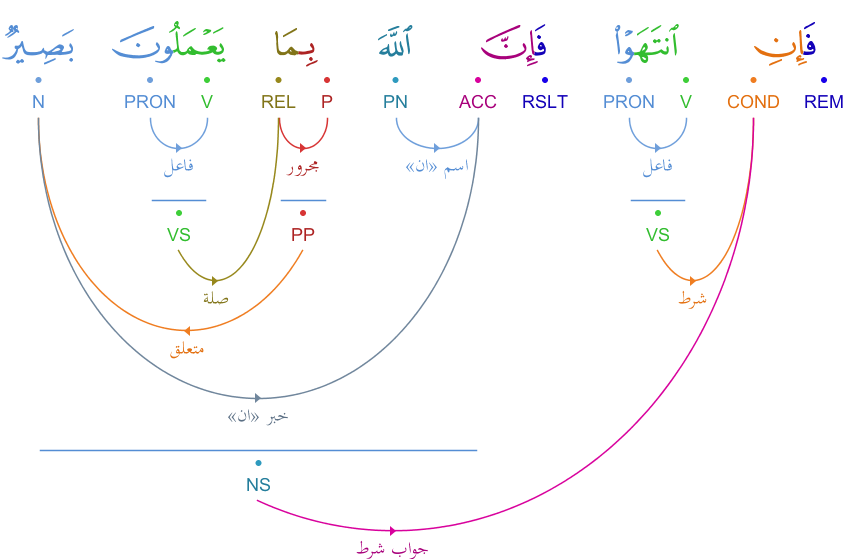 فَإِنِ ٱنتَهَوْا۟ فَإِنَّ ٱللَّهَ بِمَا يَعْمَلُونَ بَصِيرٌ
REM COND V PRON RSLT ACC PN P REL V PRON N
فاعل اسم «ان» مجرور فاعل
VS PP VS
شرط صلة
متعلق
خبر «ان»
NS
جواب شرط